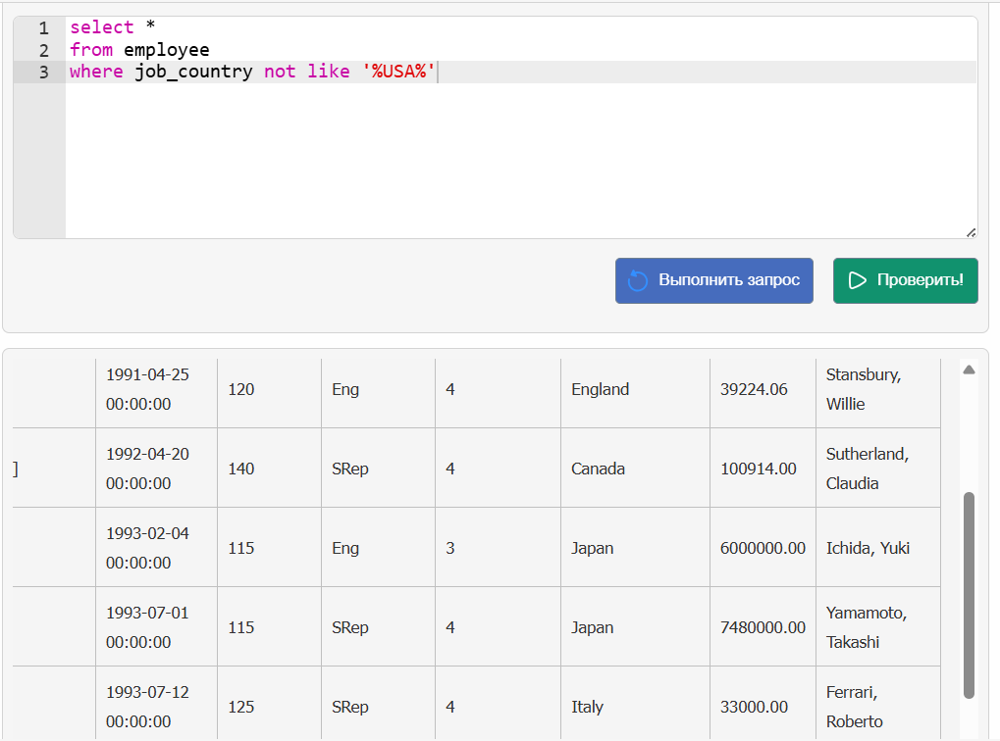 1 select *
2 from employee
3 where job_country not like '%USA%'
Выполнить запрос
Проверить!
1991-04-25 00:00:00 120 Eng 4 England 39224.06 Stansbury, Willie
] 1992-04-20 00:00:00 140 SRep 4 Canada 100914.00 Sutherland, Claudia
1993-02-04 00:00:00 115 Eng 3 Japan 6000000.00 Ichida, Yuki
1993-07-01 00:00:00 115 SRep 4 Japan 7480000.00 Yamamoto, Takashi
1993-07-12 00:00:00 125 SRep 4 Italy 33000.00 Ferrari, Roberto